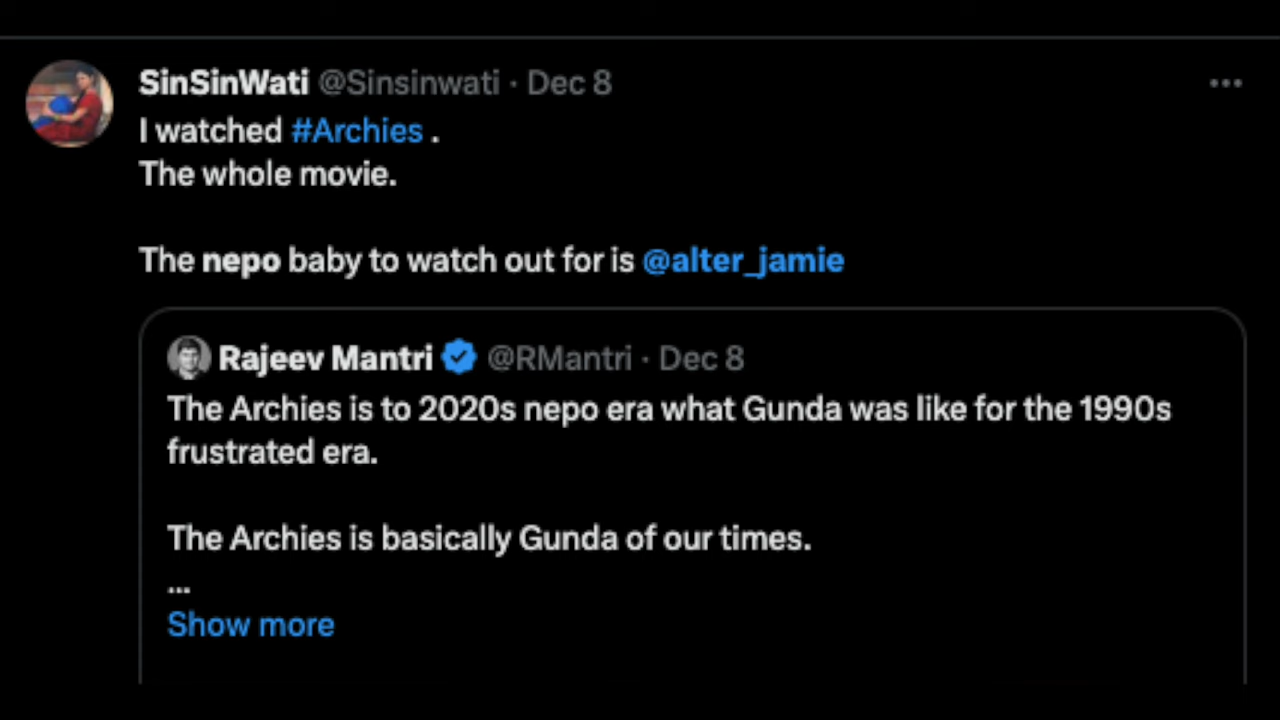 SinSinWati @Sinsinwati · Dec 8
I watched #Archies .
The whole movie.
The nepo baby to watch out for is @alter_jamie
Rajeev Mantri @RMantri · Dec 8
The Archies is to 2020s nepo era what Gunda was like for the 1990s
frustrated era.
The Archies is basically Gunda of our times.
...
Show more